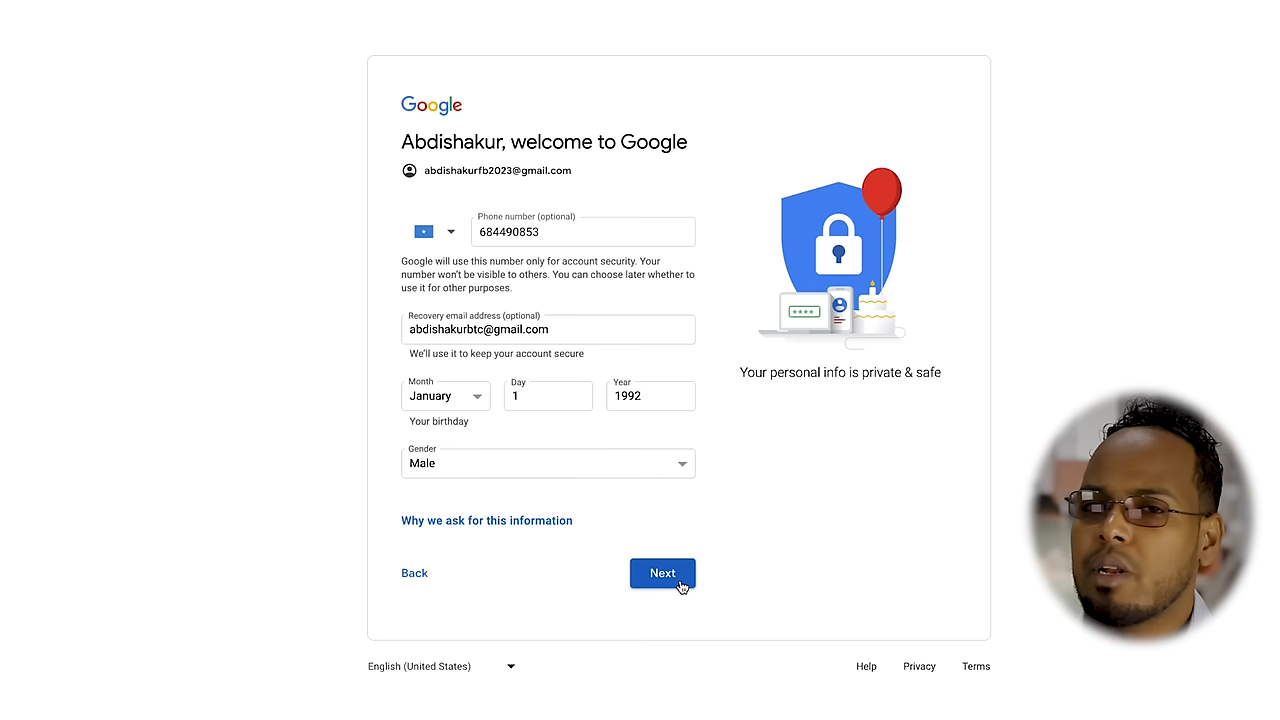 Google
Abdishakur, welcome to Google
abdishakurfb2023@gmail.com
Phone number (optional)
684490853
Google will use this number only for account security. Your
number won't be visible to others. You can choose later whether to
use it for other purposes.
Recovery email address (optional)
abdishakurbtc@gmail.com
We'll use it to keep your account secure
Month
January
Day
1
Year
1992
Your birthday
Gender
Male
Why we ask for this information
Back
Next
****
Your personal info is private & safe
English (United States)
Help
Privacy
Terms